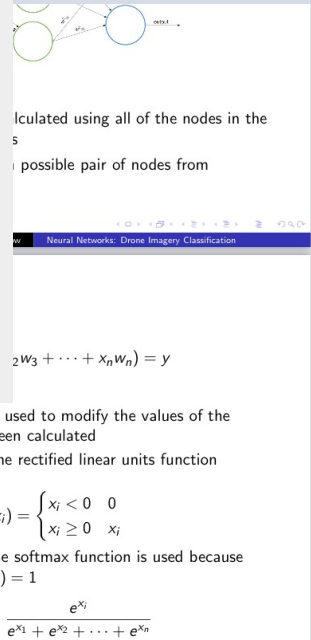 output
lculated using all of the nodes in the
s
possible pair of nodes from
w Neural Networks: Drone Imagery Classification
₂w₃ + ··· + xₙwₙ) = y
used to modify the values of the
een calculated
ne rectified linear units function
ᵢ) = { xᵢ < 0 0
xᵢ ≥ 0 xᵢ
e softmax function is used because
) = 1
e^xᵢ
e^x₁ + e^x₂ + ··· + e^xₙ